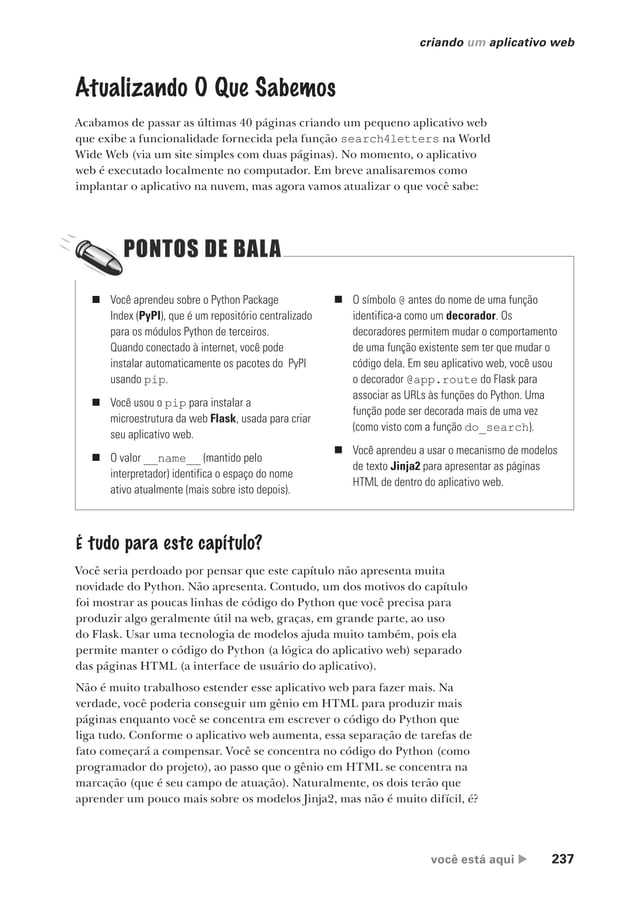 criando um aplicativo web
Atualizando O Que Sabemos
Acabamos de passar as últimas 40 páginas criando um pequeno aplicativo web
que exibe a funcionalidade fornecida pela função search4letters na World
Wide Web (via um site simples com duas páginas). No momento, o aplicativo
web é executado localmente no computador. Em breve analisaremos como
implantar o aplicativo na nuvem, mas agora vamos atualizar o que você sabe:
PONTOS DE BALA
■ Você aprendeu sobre o Python Package
Index (PyPI), que é um repositório centralizado
para os módulos Python de terceiros.
Quando conectado à internet, você pode
instalar automaticamente os pacotes do PyPI
usando pip.
■ Você usou o pip para instalar a
microestrutura da web Flask, usada para criar
seu aplicativo web.
■ O valor __name__ (mantido pelo
interpretador) identifica o espaço do nome
ativo atualmente (mais sobre isto depois).
■ O símbolo @ antes do nome de uma função
identifica-a como um decorador. Os
decoradores permitem mudar o comportamento
de uma função existente sem ter que mudar o
código dela. Em seu aplicativo web, você usou
o decorador @app.route do Flask para
associar as URLs às funções do Python. Uma
função pode ser decorada mais de uma vez
(como visto com a função do_search).
■ Você aprendeu a usar o mecanismo de modelos
de texto Jinja2 para apresentar as páginas
HTML de dentro do aplicativo web.
É tudo para este capítulo?
Você seria perdoado por pensar que este capítulo não apresenta muita
novidade do Python. Não apresenta. Contudo, um dos motivos do capítulo
foi mostrar as poucas linhas de código do Python que você precisa para
produzir algo geralmente útil na web, graças, em grande parte, ao uso
do Flask. Usar uma tecnologia de modelos ajuda muito também, pois ela
permite manter o código do Python (a lógica do aplicativo web) separado
das páginas HTML (a interface de usuário do aplicativo).
Não é muito trabalhoso estender esse aplicativo web para fazer mais. Na
verdade, você poderia conseguir um gênio em HTML para produzir mais
páginas enquanto você se concentra em escrever o código do Python que
liga tudo. Conforme o aplicativo web aumenta, essa separação de tarefas de
fato começará a compensar. Você se concentra no código do Python (como
programador do projeto), ao passo que o gênio em HTML se concentra na
marcação (que é seu campo de atuação). Naturalmente, os dois terão que
aprender um pouco mais sobre os modelos Jinja2, mas não é muito difícil, é?
você está aqui ▶ 237